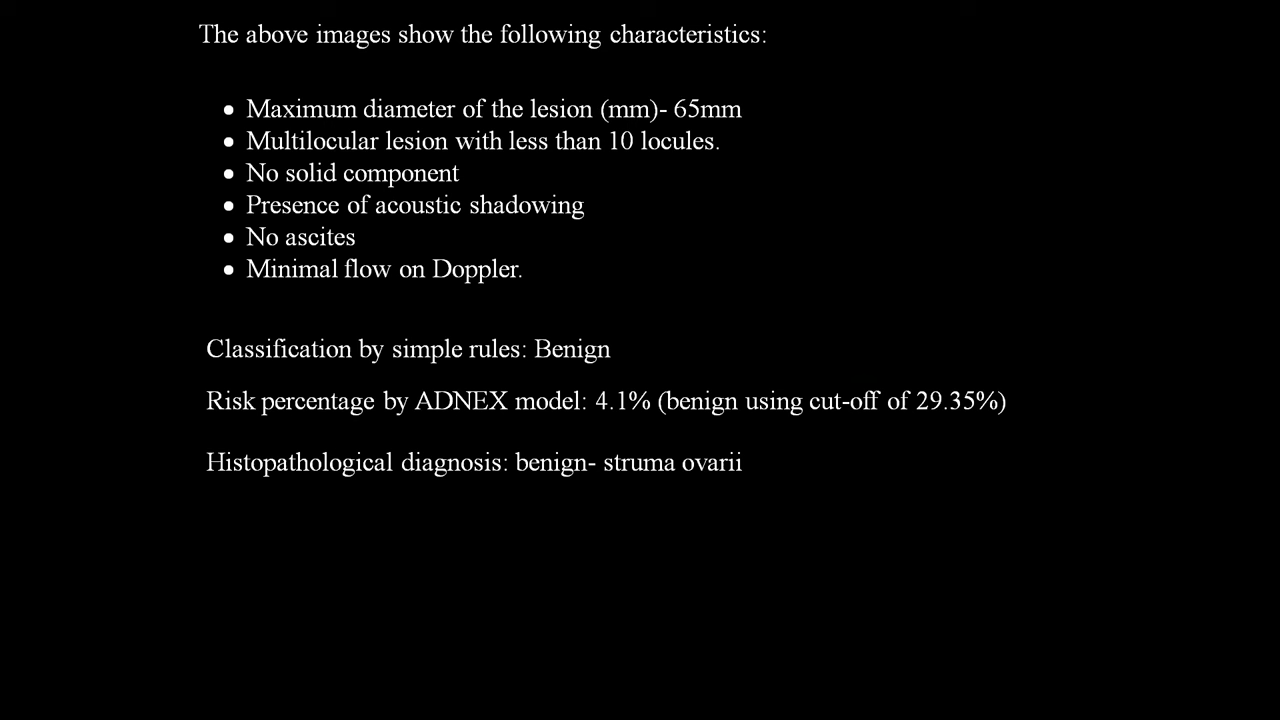 The above images show the following characteristics:
• Maximum diameter of the lesion (mm)- 65mm
• Multilocular lesion with less than 10 locules.
• No solid component
• Presence of acoustic shadowing
• No ascites
• Minimal flow on Doppler.
Classification by simple rules: Benign
Risk percentage by ADNEX model: 4.1% (benign using cut-off of 29.35%)
Histopathological diagnosis: benign- struma ovarii